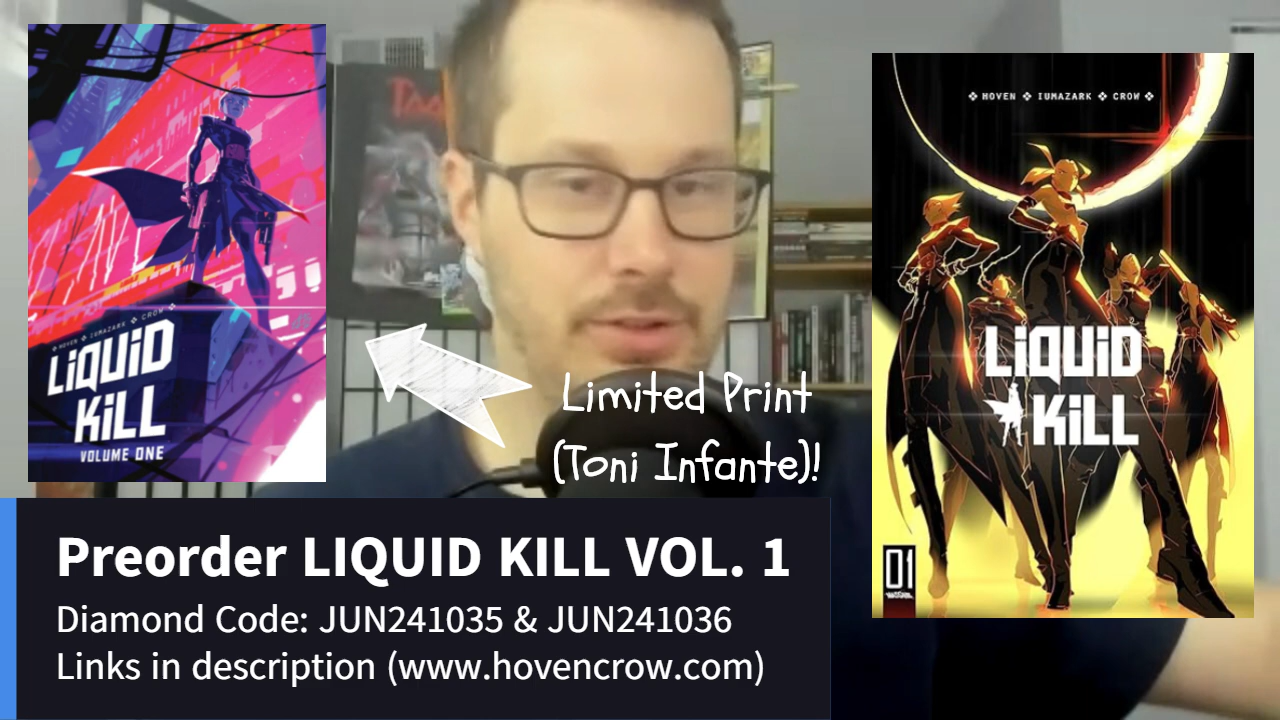 HOVEN IUMAZARK CROW
LiQUiD
KiLL
VOLUME ONE
HOVEN IUMAZARK CROW
LiQUiD
KiLL
01
Limited Print
(Toni Infante)!
Preorder LIQUID KILL VOL. 1
Diamond Code: JUN241035 & JUN241036
Links in description (www.hovencrow.com)